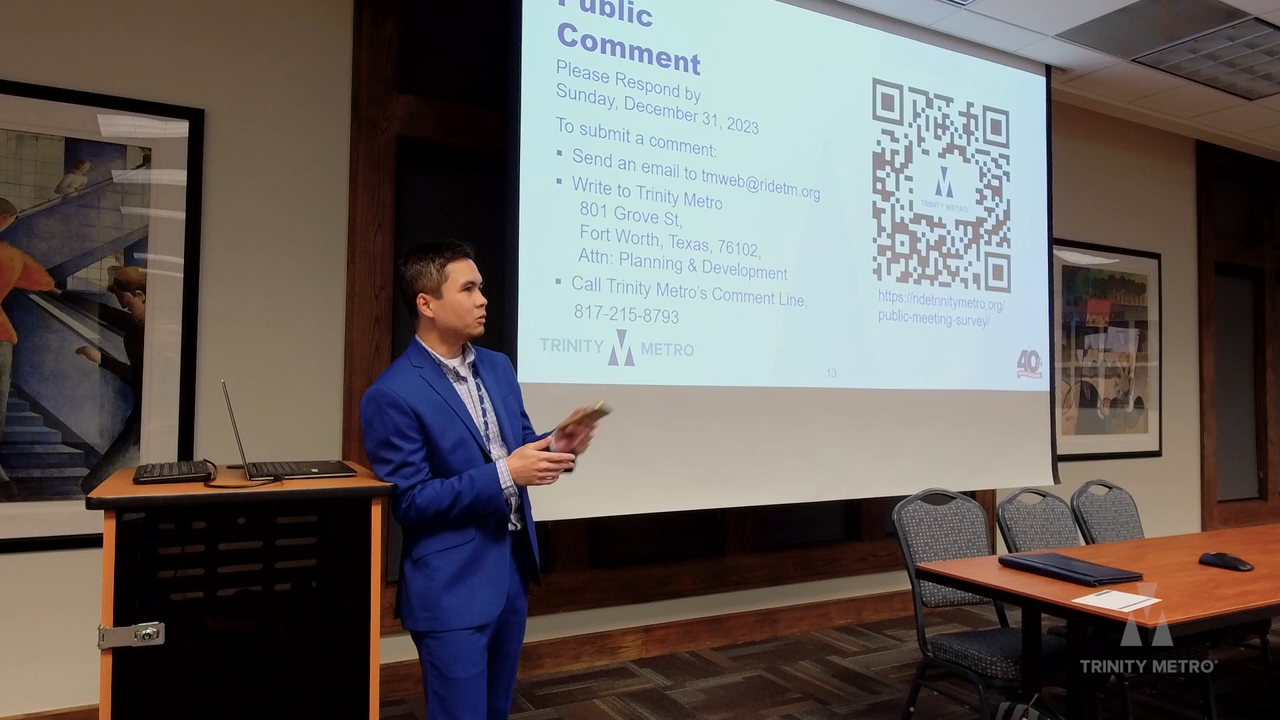 Public
Comment
Please Respond by
Sunday, December 31, 2023
To submit a comment:
▪ Send an email to tmweb@ridetm.org
▪ Write to Trinity Metro
801 Grove St,
Fort Worth, Texas, 76102,
Attn: Planning & Development
▪ Call Trinity Metro's Comment Line,
817-215-8793
TRINITY METRO
TRINITY METRO
https://ridetrinitymetro.org/
public-meeting-survey/
13
40
TRINITY METRO